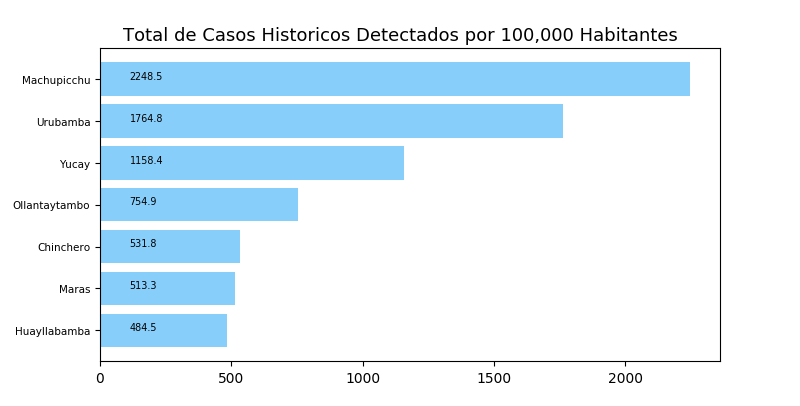 Total de Casos Historicos Detectados por 100,000 Habitantes
Machupicchu 2248.5
Urubamba 1764.8
Yucay 1158.4
Ollantaytambo 754.9
Chinchero 531.8
Maras 513.3
Huayllabamba 484.5
0 500 1000 1500 2000